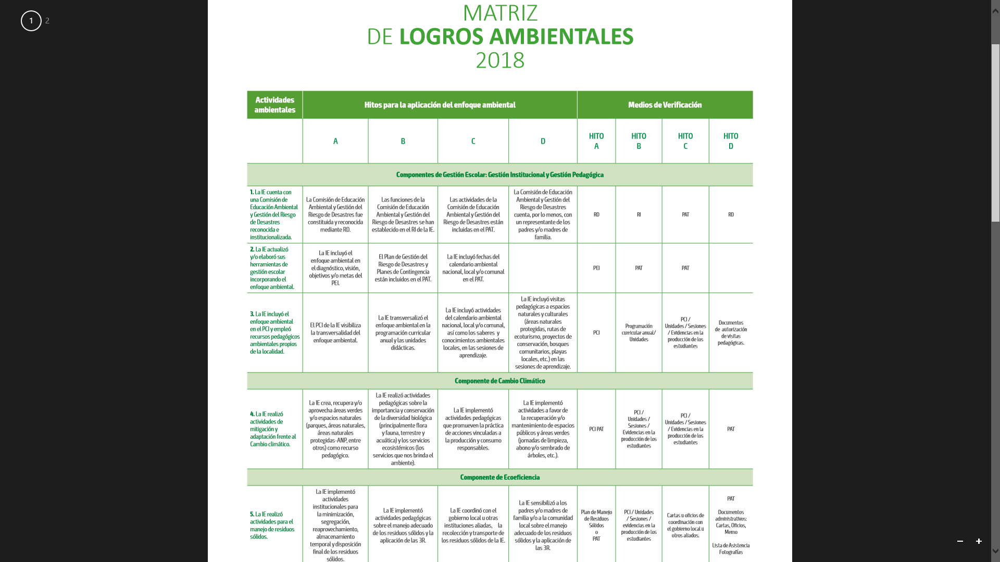 1 2
MATRIZ
DE LOGROS AMBIENTALES
2018
Actividades
ambientales
Hitos para la aplicación del enfoque ambiental
Medios de Verificación
A
B
C
D
HITO
A
HITO
B
HITO
C
HITO
D
Componentes de Gestión Escolar: Gestión Institucional y Gestión Pedagógica
1. La IE cuenta con
una Comisión de
Educación Ambiental
y Gestión del Riesgo
de Desastres
reconocida e
institucionalizada.
La Comisión de Educación
Ambiental y Gestión del
Riesgo de Desastres fue
constituida y reconocida
mediante RD.
Las funciones de la
Comisión de Educación
Ambiental y Gestión del
Riesgo de Desastres se han
establecido en el RI de la IE.
Las actividades de la
Comisión de Educación
Ambiental y Gestión del
Riesgo de Desastres están
incluidas en el PAT.
La Comisión de Educación
Ambiental y Gestión del
Riesgo de Desastres
cuenta, por lo menos, con
un representante de los
padres y/o madres de
familia.
RD
RI
PAT
RD
2. La IE actualizó
y/o elaboró sus
herramientas de
gestión escolar
incorporando el
enfoque ambiental.
La IE incluyó el
enfoque ambiental en
el diagnóstico, visión,
objetivos y/o metas del
PEI.
El Plan de Gestión del
Riesgo de Desastres y
Planes de Contingencia
están incluidos en el PAT.
La IE incluyó fechas del
calendario ambiental
nacional, local y/o comunal
en el PAT.
PEI
PAT
PAT
3. La IE incluyó el
enfoque ambiental
en el PCI y empleó
recursos pedagógicos
ambientales propios
de la localidad.
El PCI de la IE visibiliza
la transversalidad del
enfoque ambiental.
La IE transversalizó el
enfoque ambiental en la
programación curricular
anual y las unidades
didácticas.
La IE incluyó actividades
del calendario ambiental
nacional, local y/o comunal,
así como los saberes y
conocimientos ambientales
locales, en las sesiones de
aprendizaje.
La IE incluyó visitas
pedagógicas a espacios
naturales y culturales
(áreas naturales
protegidas, rutas de
ecoturismo, proyectos de
conservación, bosques
comunitarios, playas
locales, etc.) en las
sesiones de aprendizaje.
PCI
Programación
curricular anual/
Unidades
PCI /
Unidades / Sesiones
/ Evidencias en la
producción de los
estudiantes
Documentos
de autorización
de visitas
pedagógicas.
Componente de Cambio Climático
4. La IE realizó
actividades de
mitigación y
adaptación frente al
Cambio climático.
La IE crea, recupera y/o
aprovecha áreas verdes
y/o espacios naturales
(parques, áreas naturales,
áreas naturales
protegidas-ANP, entre
otros) como recurso
pedagógico.
La IE realizó actividades
pedagógicas sobre la
importancia y conservación
de la diversidad biológica
(principalmente flora
y fauna, terrestre y
acuática) y los servicios
ecosistémicos (los
servicios que nos brinda el
ambiente).
La IE implementó
actividades pedagógicas
que promueven la práctica
de acciones vinculadas a
la producción y consumo
responsables.
La IE implementó
actividades a favor de
la recuperación y/o
mantenimiento de espacios
públicos y áreas verdes
(jornadas de limpieza,
abono y/o sembrado de
árboles, etc.).
PCI PAT
PCI /
Unidades /
Sesiones /
Evidencias en la
producción de los
estudiantes
PCI /
Unidades / Sesiones
/ Evidencias en la
producción de los
estudiantes
PAT
Componente de Ecoeficiencia
5. La IE realizó
actividades para el
manejo de residuos
sólidos.
La IE implementó
actividades
institucionales para
la minimización,
segregación,
reaprovechamiento,
almacenamiento
temporal y disposición
final de los residuos
sólidos.
La IE implementó
actividades pedagógicas
sobre el manejo adecuado
de los residuos sólidos y la
aplicación de las 3R.
La IE coordinó con el
gobierno local u otras
instituciones aliadas, la
recolección y transporte de
los residuos sólidos de la IE.
La IE sensibilizó a los
padres y/o madres de
familia y/o a la comunidad
local sobre el manejo
adecuado de los residuos
sólidos y la aplicación de
las 3R.
Plan de Manejo
de Residuos
Sólidos
o
PAT
PCI / Unidades
/ Sesiones /
evidencias en la
producción de los
estudiantes
Cartas u oficios de
coordinación con
el gobierno local u
otros aliados.
PAT
Documentos
administrativos:
Cartas, Oficios,
Memo
Lista de Asistencia
Fotografías